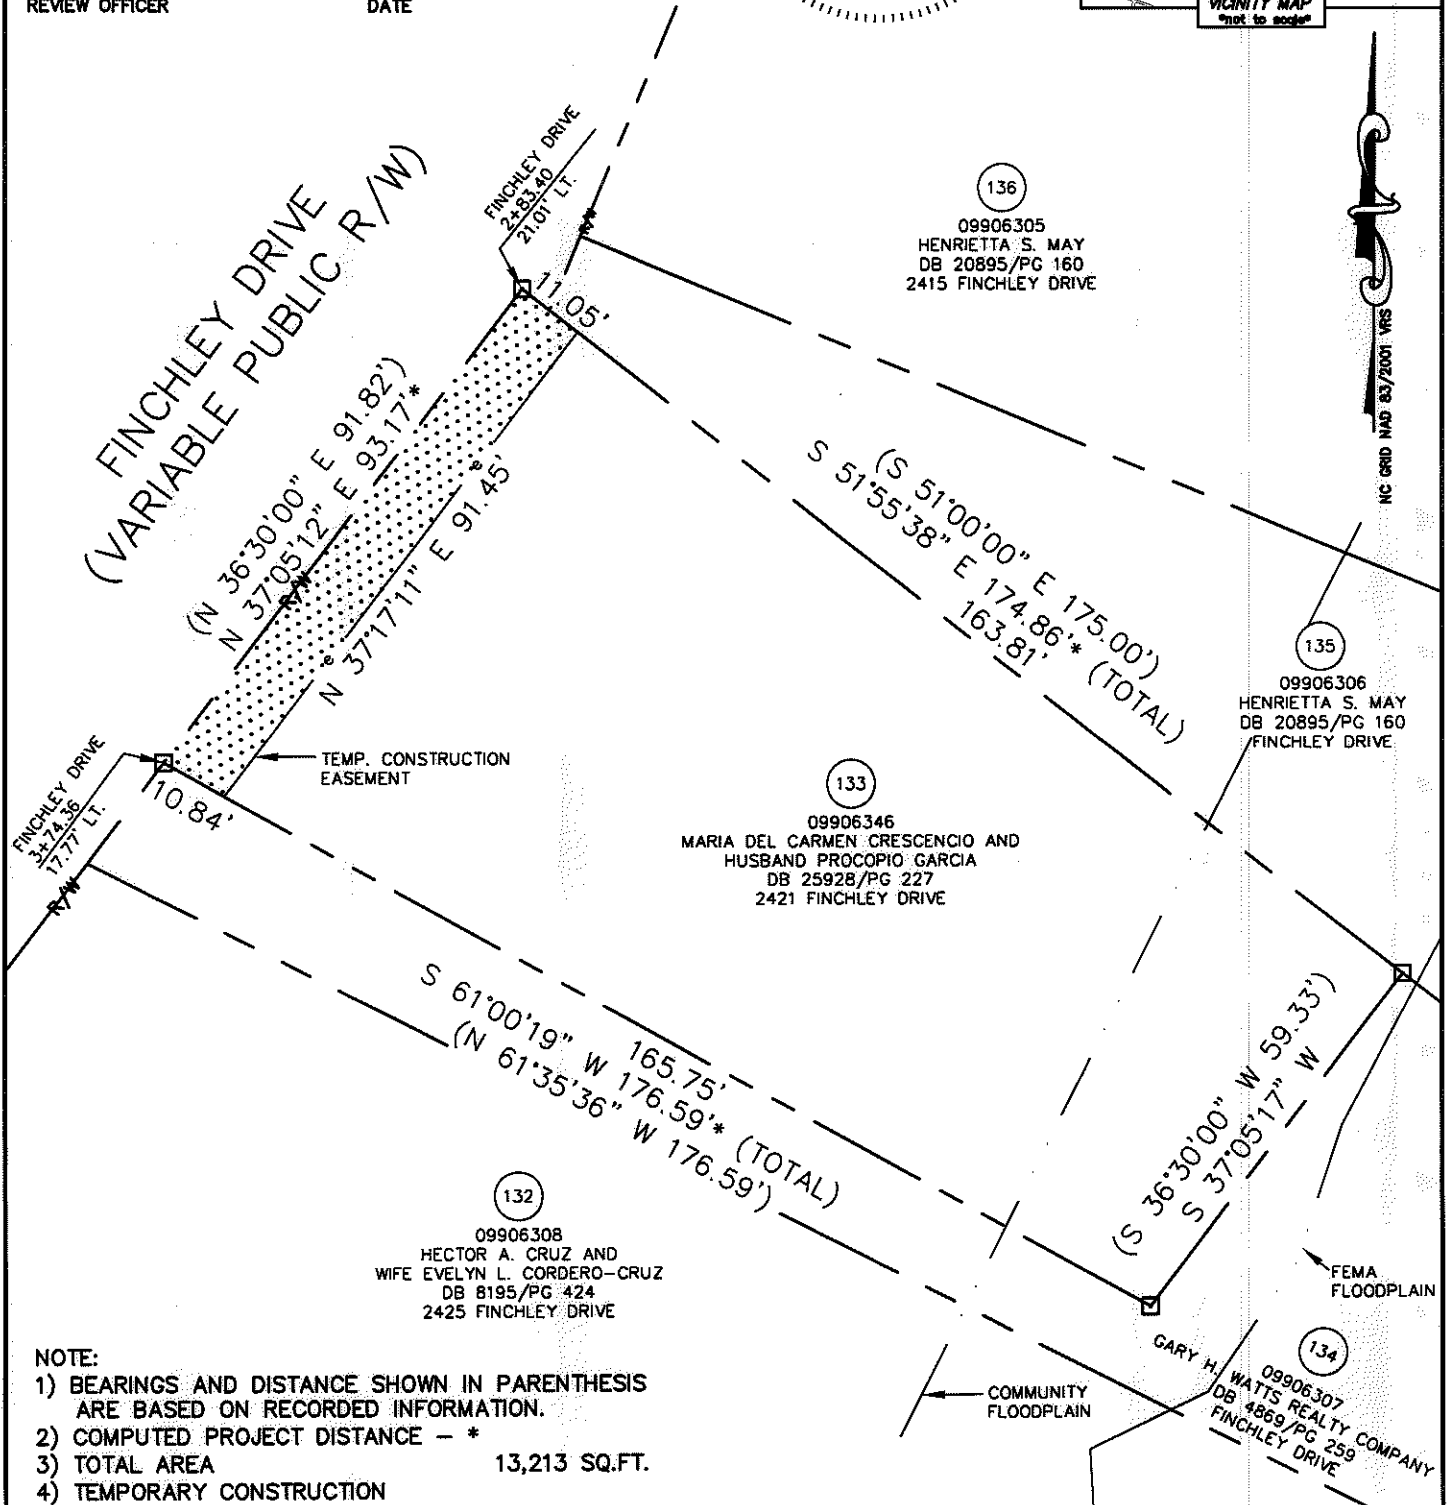 REVIEW OFFICER DATE
VICINITY MAP
*not to scale*
FINCHLEY DRIVE
(VARIABLE PUBLIC R/W)
FINCHLEY DRIVE
2+83.40
21.01' LT.
R/W
11.05'
136
09906305
HENRIETTA S. MAY
DB 20895/PG 160
2415 FINCHLEY DRIVE
NC GRID NAD 83/2001 VRS
(N 36°30'00" E 91.82')
N 37°05'12" E 93.17'*
R/W
e
e
N 37°17'11" E 91.45'
(S 51°00'00" E 175.00')
S 51°55'38" E 174.86'* (TOTAL)
163.81'
135
09906306
HENRIETTA S. MAY
DB 20895/PG 160
FINCHLEY DRIVE
FINCHLEY DRIVE
3+74.36
17.77' LT.
R/W
10.84'
TEMP. CONSTRUCTION
EASEMENT
133
09906346
MARIA DEL CARMEN CRESCENCIO AND
HUSBAND PROCOPIO GARCIA
DB 25928/PG 227
2421 FINCHLEY DRIVE
165.75'
S 61°00'19" W 176.59'* (TOTAL)
(N 61°35'36" W 176.59')
(S 36°30'00" W 59.33')
S 37°05'17" W
132
09906308
HECTOR A. CRUZ AND
WIFE EVELYN L. CORDERO-CRUZ
DB 8195/PG 424
2425 FINCHLEY DRIVE
FEMA
FLOODPLAIN
COMMUNITY
FLOODPLAIN
134
09906307
GARY H. WATTS REALTY COMPANY
DB 4869/PG 259
FINCHLEY DRIVE
NOTE:
1) BEARINGS AND DISTANCE SHOWN IN PARENTHESIS
ARE BASED ON RECORDED INFORMATION.
2) COMPUTED PROJECT DISTANCE - *
3) TOTAL AREA 13,213 SQ.FT.
4) TEMPORARY CONSTRUCTION